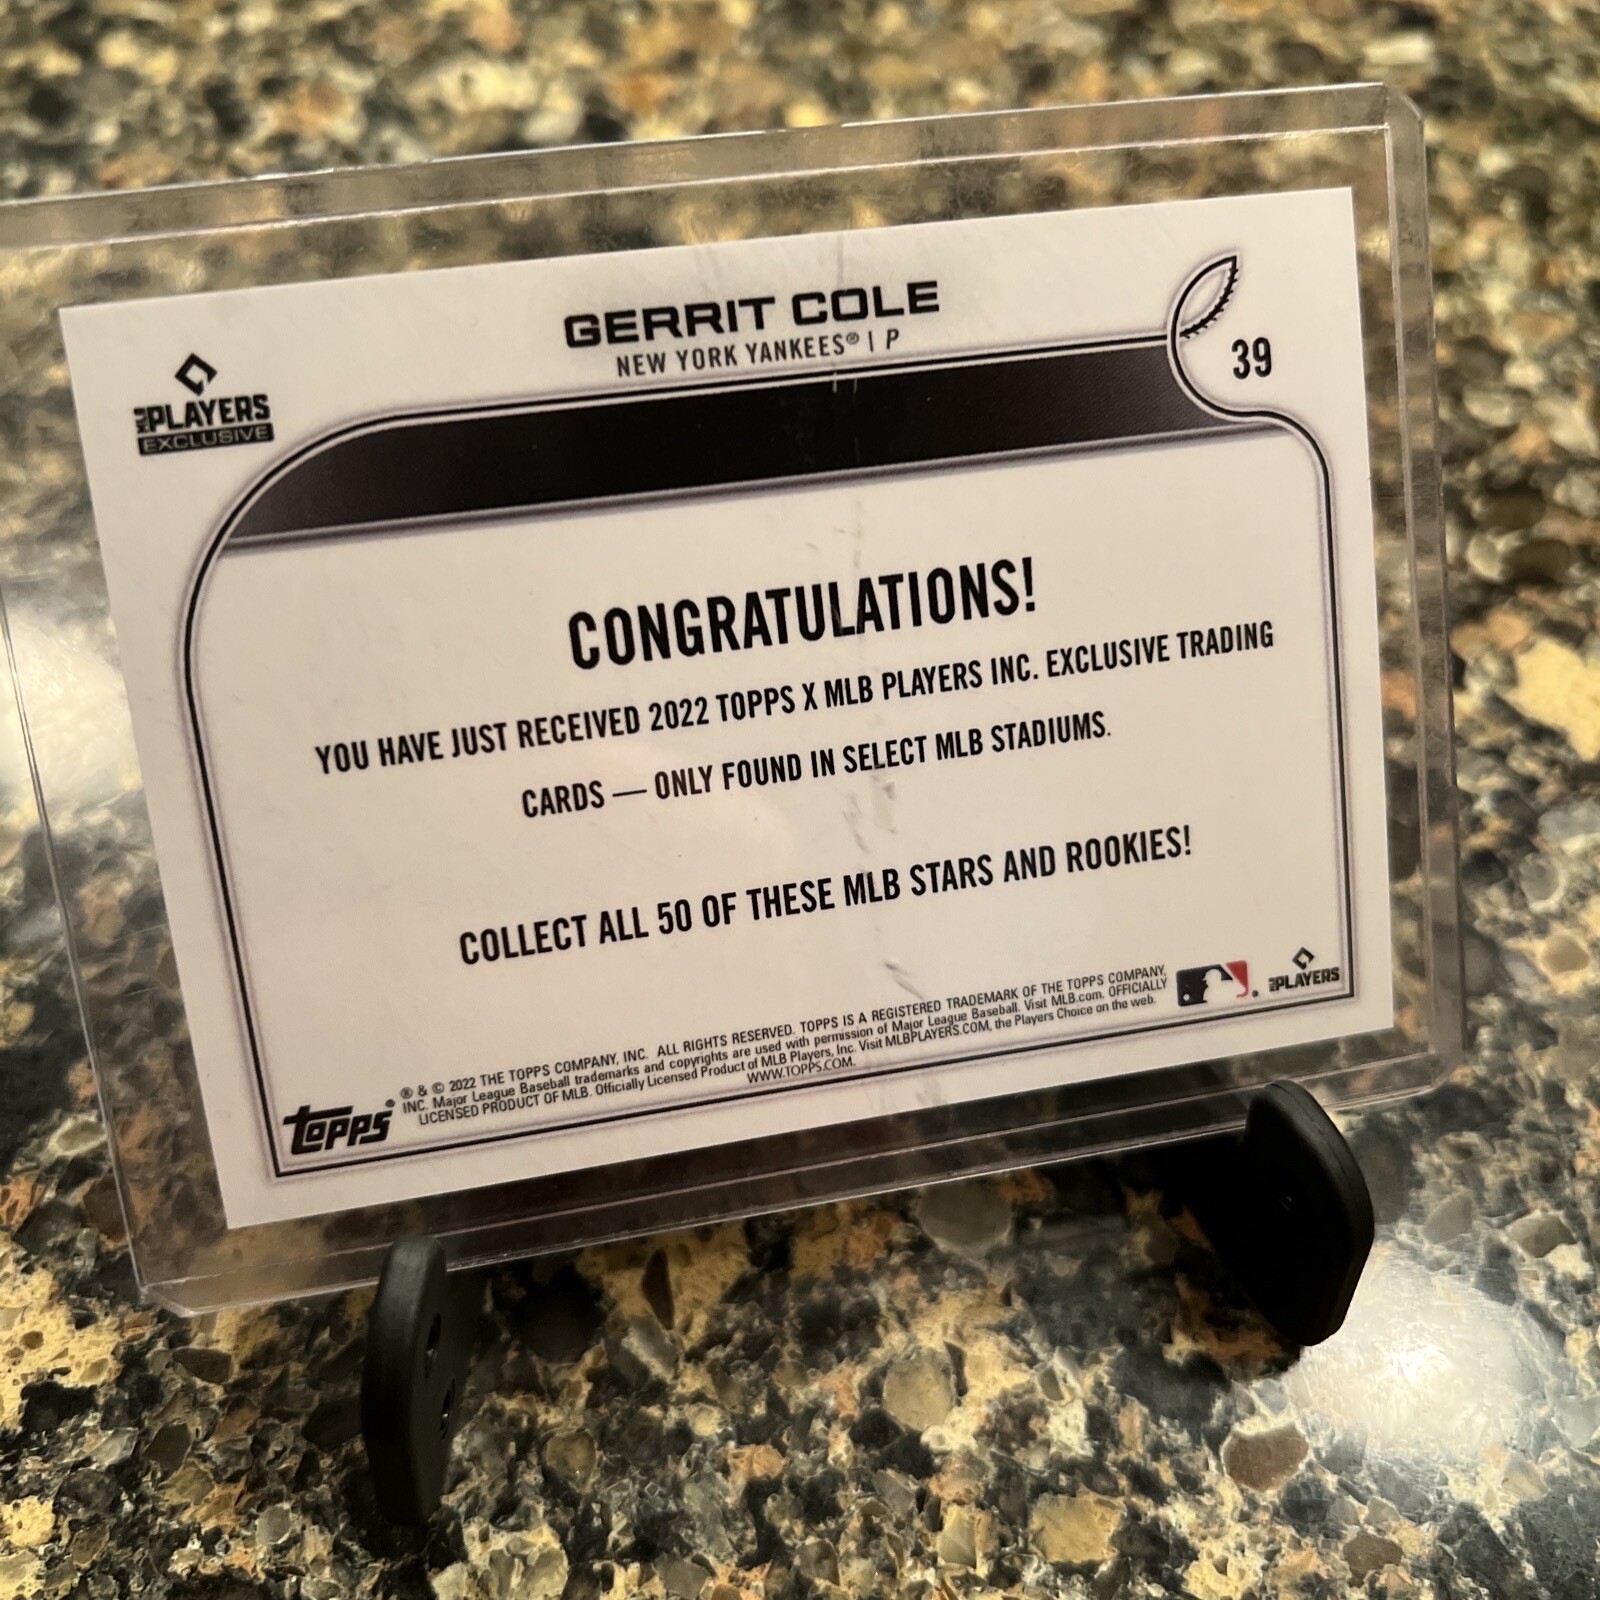 GERRIT COLE
NEW YORK YANKEES® | P
39
MLB PLAYERS
EXCLUSIVE
CONGRATULATIONS!
YOU HAVE JUST RECEIVED 2022 TOPPS X MLB PLAYERS INC. EXCLUSIVE TRADING
CARDS — ONLY FOUND IN SELECT MLB STADIUMS.
COLLECT ALL 50 OF THESE MLB STARS AND ROOKIES!
® & © 2022 THE TOPPS COMPANY, INC. ALL RIGHTS RESERVED. TOPPS IS A REGISTERED TRADEMARK OF THE TOPPS COMPANY,
INC. Major League Baseball trademarks and copyrights are used with permission of Major League Baseball. Visit MLB.com. OFFICIALLY
LICENSED PRODUCT OF MLB. Officially Licensed Product of MLB Players, Inc. Visit MLBPLAYERS.COM, the Players Choice on the web.
WWW.TOPPS.COM.
topps®
MLB PLAYERS